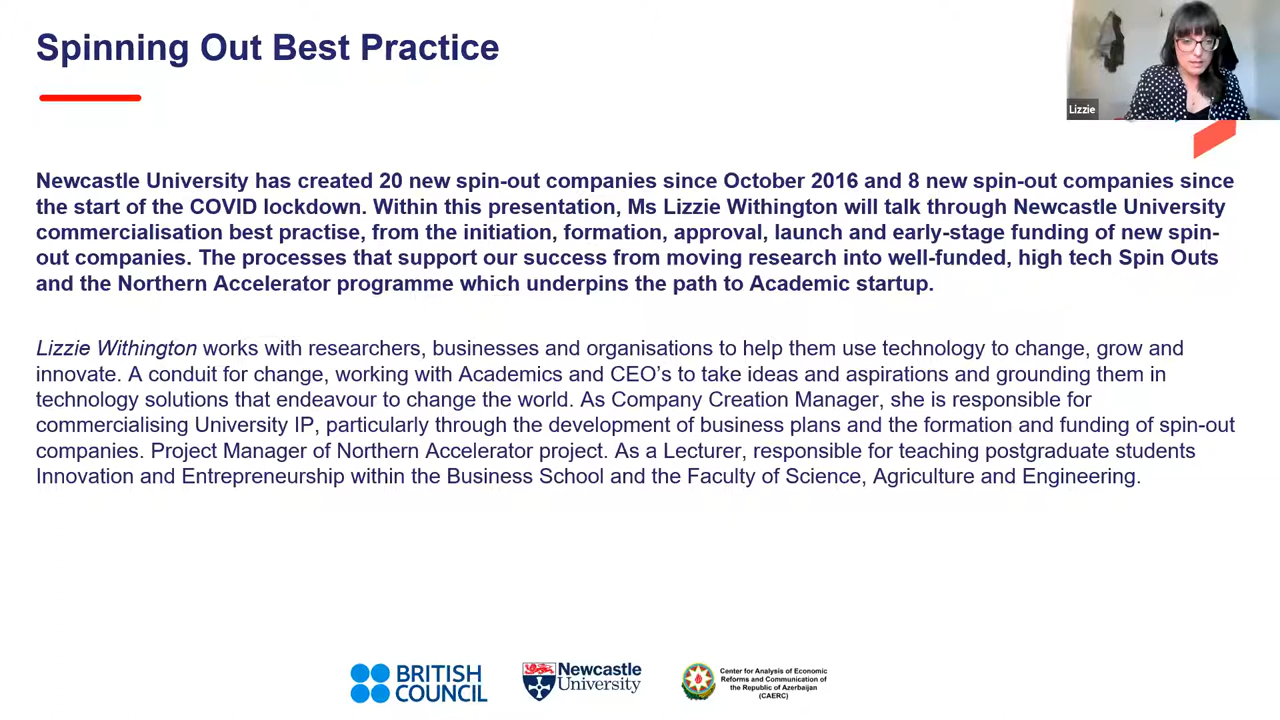 Spinning Out Best Practice
Lizzie
Newcastle University has created 20 new spin-out companies since October 2016 and 8 new spin-out companies since
the start of the COVID lockdown. Within this presentation, Ms Lizzie Withington will talk through Newcastle University
commercialisation best practise, from the initiation, formation, approval, launch and early-stage funding of new spin-
out companies. The processes that support our success from moving research into well-funded, high tech Spin Outs
and the Northern Accelerator programme which underpins the path to Academic startup.
Lizzie Withington works with researchers, businesses and organisations to help them use technology to change, grow and
innovate. A conduit for change, working with Academics and CEO's to take ideas and aspirations and grounding them in
technology solutions that endeavour to change the world. As Company Creation Manager, she is responsible for
commercialising University IP, particularly through the development of business plans and the formation and funding of spin-out
companies. Project Manager of Northern Accelerator project. As a Lecturer, responsible for teaching postgraduate students
Innovation and Entrepreneurship within the Business School and the Faculty of Science, Agriculture and Engineering.
BRITISH
COUNCIL
Newcastle
University
Center for Analysis of Economic
Reforms and Communication of
the Republic of Azerbaijan
(CAERC)